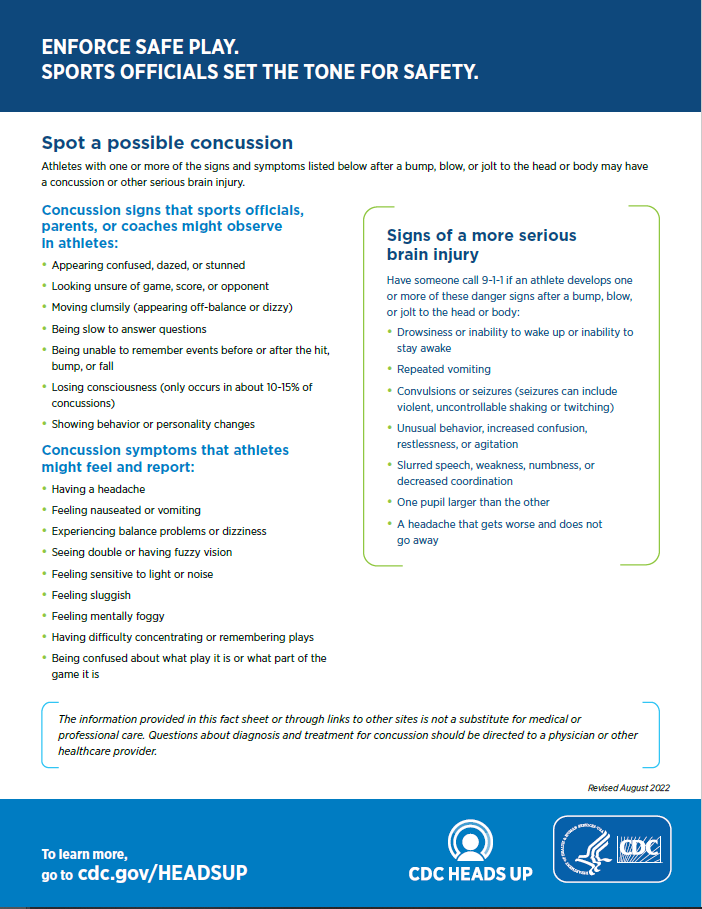 ENFORCE SAFE PLAY.
SPORTS OFFICIALS SET THE TONE FOR SAFETY.
Spot a possible concussion
Athletes with one or more of the signs and symptoms listed below after a bump, blow, or jolt to the head or body may have
a concussion or other serious brain injury.
Concussion signs that sports officials,
parents, or coaches might observe
in athletes:
• Appearing confused, dazed, or stunned
• Looking unsure of game, score, or opponent
• Moving clumsily (appearing off-balance or dizzy)
• Being slow to answer questions
• Being unable to remember events before or after the hit,
bump, or fall
• Losing consciousness (only occurs in about 10-15% of
concussions)
• Showing behavior or personality changes
Concussion symptoms that athletes
might feel and report:
• Having a headache
• Feeling nauseated or vomiting
• Experiencing balance problems or dizziness
• Seeing double or having fuzzy vision
• Feeling sensitive to light or noise
• Feeling sluggish
• Feeling mentally foggy
• Having difficulty concentrating or remembering plays
• Being confused about what play it is or what part of the
game it is
Signs of a more serious
brain injury
Have someone call 9-1-1 if an athlete develops one
or more of these danger signs after a bump, blow,
or jolt to the head or body:
• Drowsiness or inability to wake up or inability to
stay awake
• Repeated vomiting
• Convulsions or seizures (seizures can include
violent, uncontrollable shaking or twitching)
• Unusual behavior, increased confusion,
restlessness, or agitation
• Slurred speech, weakness, numbness, or
decreased coordination
• One pupil larger than the other
• A headache that gets worse and does not
go away
The information provided in this fact sheet or through links to other sites is not a substitute for medical or
professional care. Questions about diagnosis and treatment for concussion should be directed to a physician or other
healthcare provider.
Revised August 2022
To learn more,
go to cdc.gov/HEADSUP
CDC HEADS UP
CDC